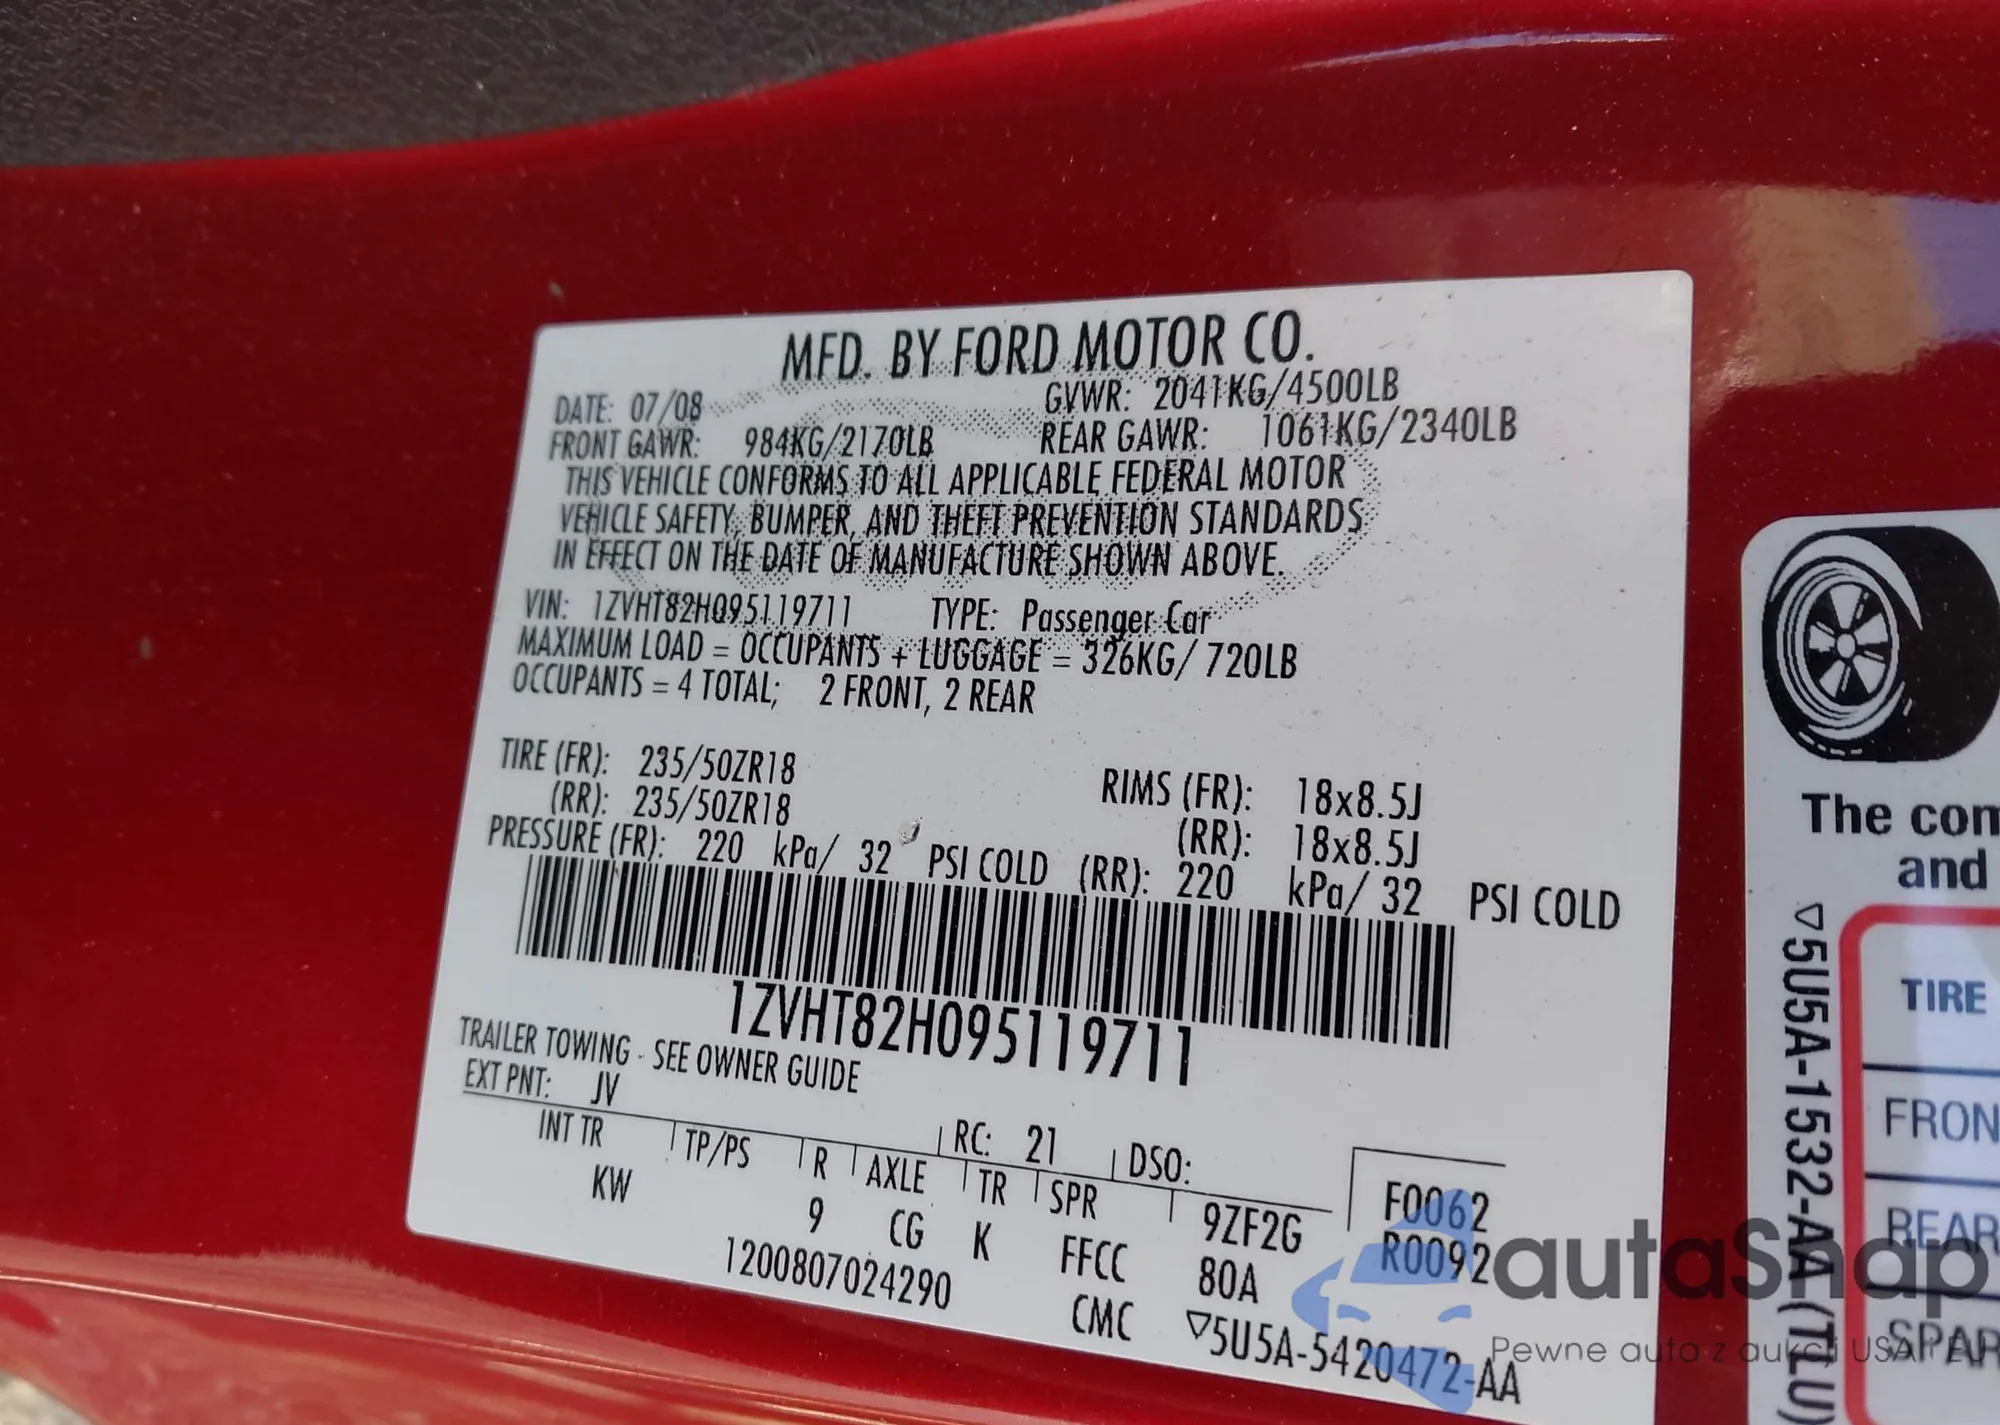 MFD. BY FORD MOTOR CO.
DATE: 07/08 GVWR: 2041KG/4500LB
FRONT GAWR: 984KG/2170LB REAR GAWR: 1061KG/2340LB
THIS VEHICLE CONFORMS TO ALL APPLICABLE FEDERAL MOTOR
VEHICLE SAFETY, BUMPER, AND THEFT PREVENTION STANDARDS
IN EFFECT ON THE DATE OF MANUFACTURE SHOWN ABOVE.
VIN: 1ZVHT82H095119711 TYPE: Passenger Car
MAXIMUM LOAD = OCCUPANTS + LUGGAGE = 326KG/ 720LB
OCCUPANTS = 4 TOTAL; 2 FRONT, 2 REAR
TIRE (FR): 235/50ZR18 RIMS (FR): 18x8.5J
(RR): 235/50ZR18 (RR): 18x8.5J
PRESSURE (FR): 220 kPa/ 32 PSI COLD (RR): 220 kPa/ 32 PSI COLD
1ZVHT82H095119711
TRAILER TOWING - SEE OWNER GUIDE
EXT PNT: JV RC: 21 DSO:
INT TR TP/PS R AXLE TR SPR 9ZF2G F0062
KW 9 CG K FFCC 80A R0092
1200807024290 CMC ▽5U5A-5420472-AA
The com
and
▽5U5A-1532-AA (TLU)
TIRE
FRON
REAR
SPAR
autaSnap
Pewne auta z aukcji USA i EU